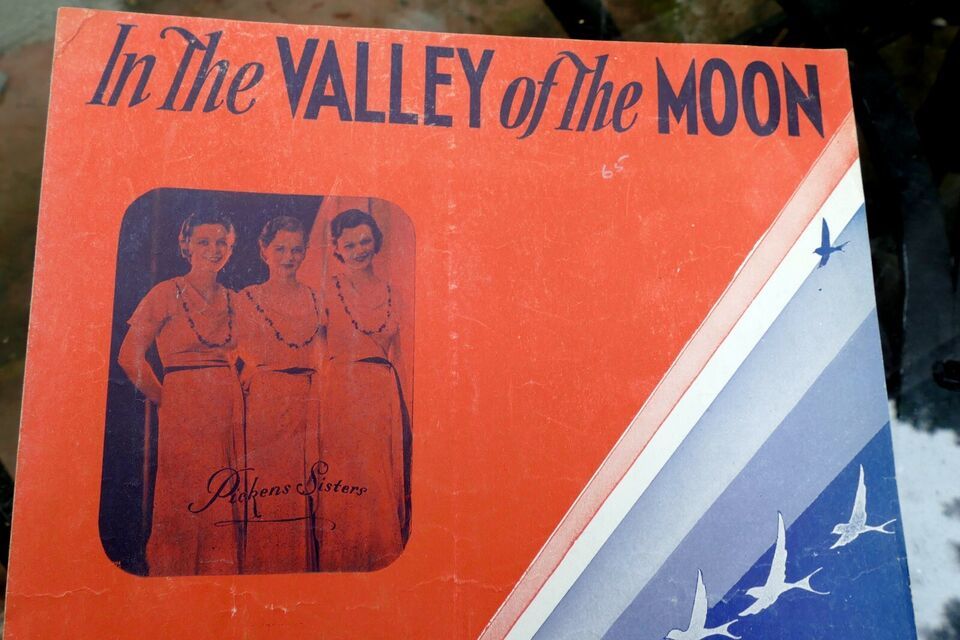 In The VALLEY of The MOON
65
Pickens Sisters